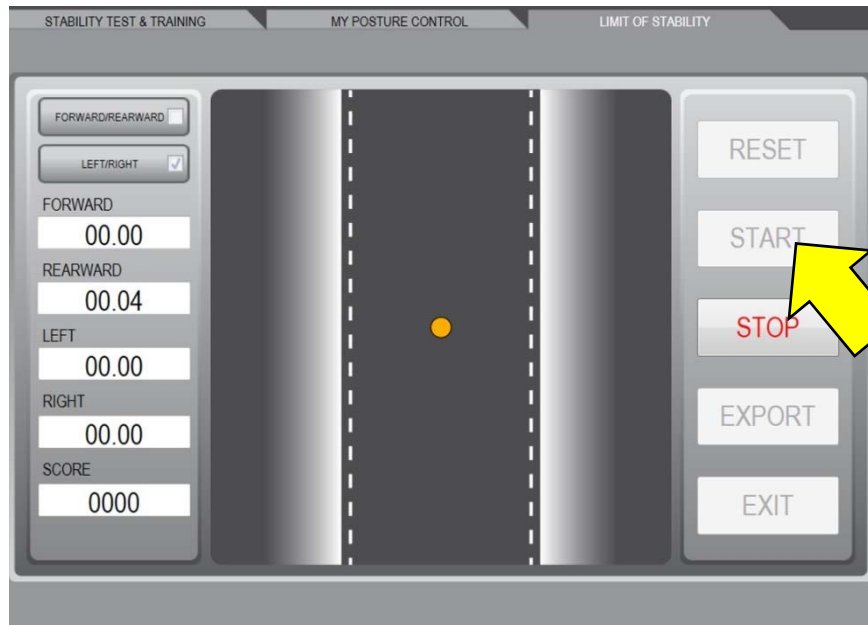 STABILITY TEST & TRAINING
MY POSTURE CONTROL
LIMIT OF STABILITY
FORWARD/REARWARD
LEFT/RIGHT
FORWARD
00.00
REARWARD
00.04
LEFT
00.00
RIGHT
00.00
SCORE
0000
RESET
START
STOP
EXPORT
EXIT